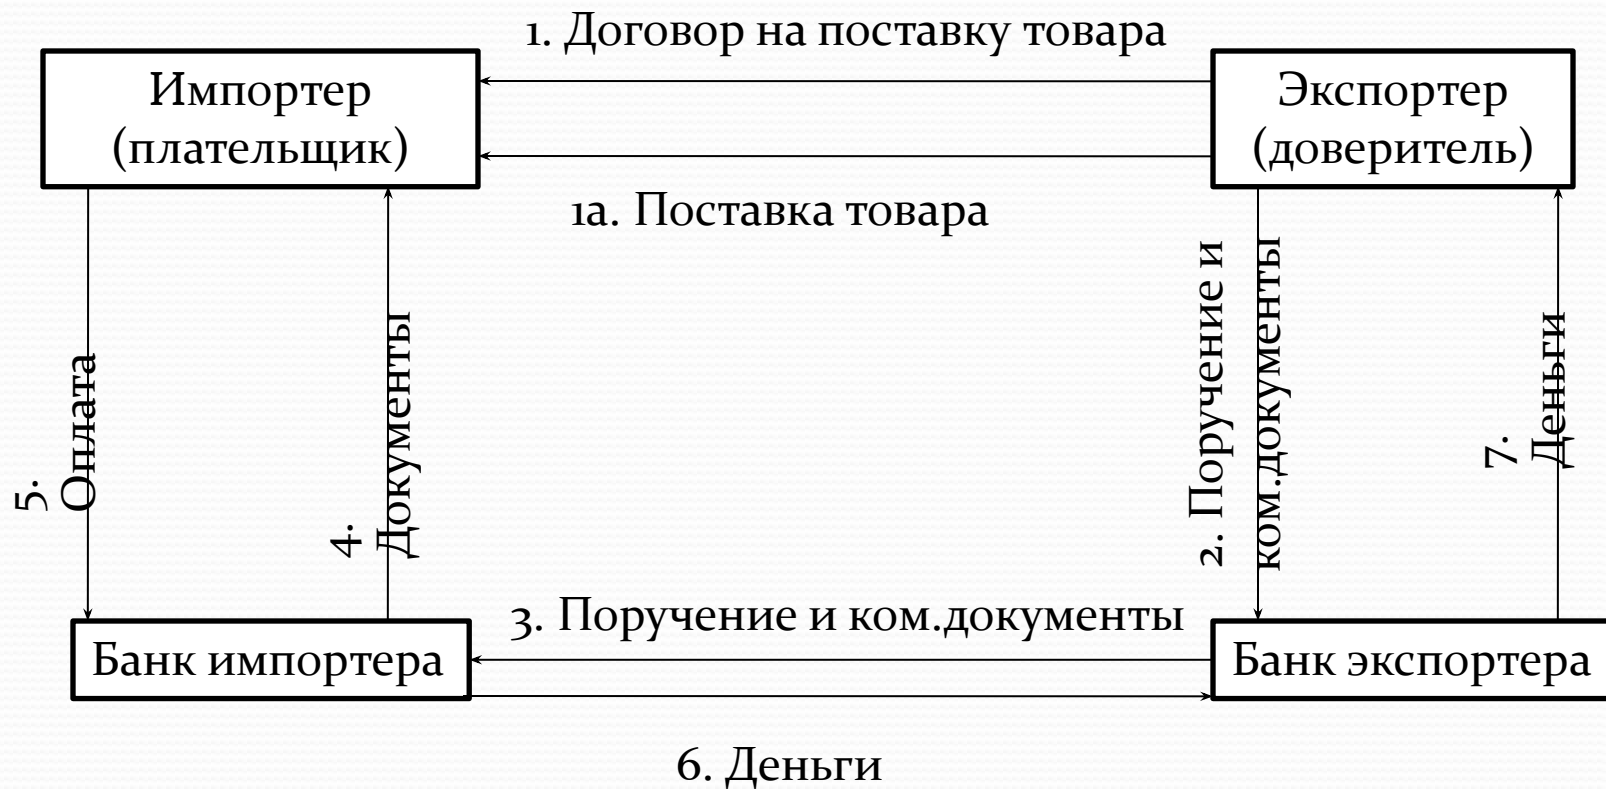 1. Договор на поставку товара
Импортер
(плательщик)
Экспортер
(доверитель)
1а. Поставка товара
5.
Оплата
4.
Документы
2. Поручение и
ком.документы
7.
Деньги
3. Поручение и ком.документы
Банк импортера
Банк экспортера
6. Деньги